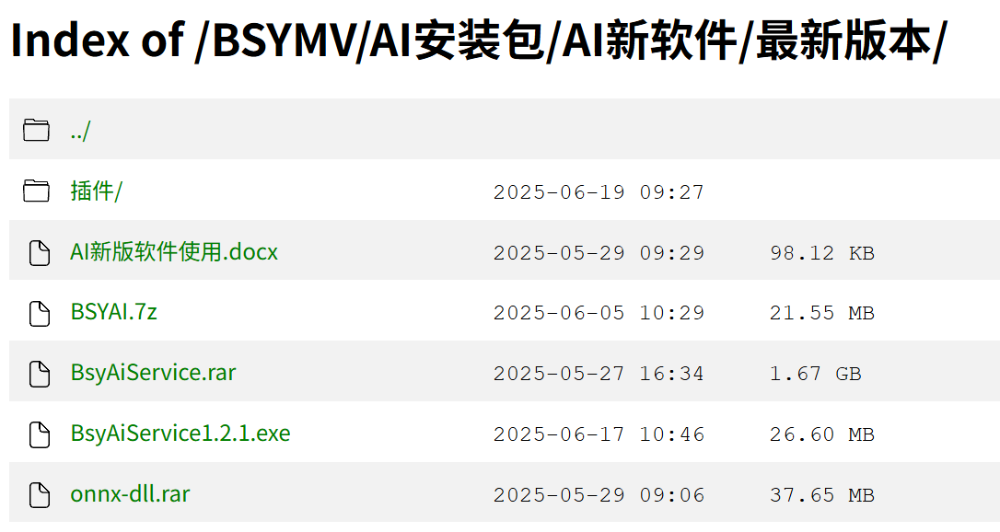 Index of /BSYMV/AI安装包/AI新软件/最新版本/
../
插件/ 2025-06-19 09:27
AI新版软件使用.docx 2025-05-29 09:29 98.12 KB
BSYAI.7z 2025-06-05 10:29 21.55 MB
BsyAiService.rar 2025-05-27 16:34 1.67 GB
BsyAiService1.2.1.exe 2025-06-17 10:46 26.60 MB
onnx-dll.rar 2025-05-29 09:06 37.65 MB